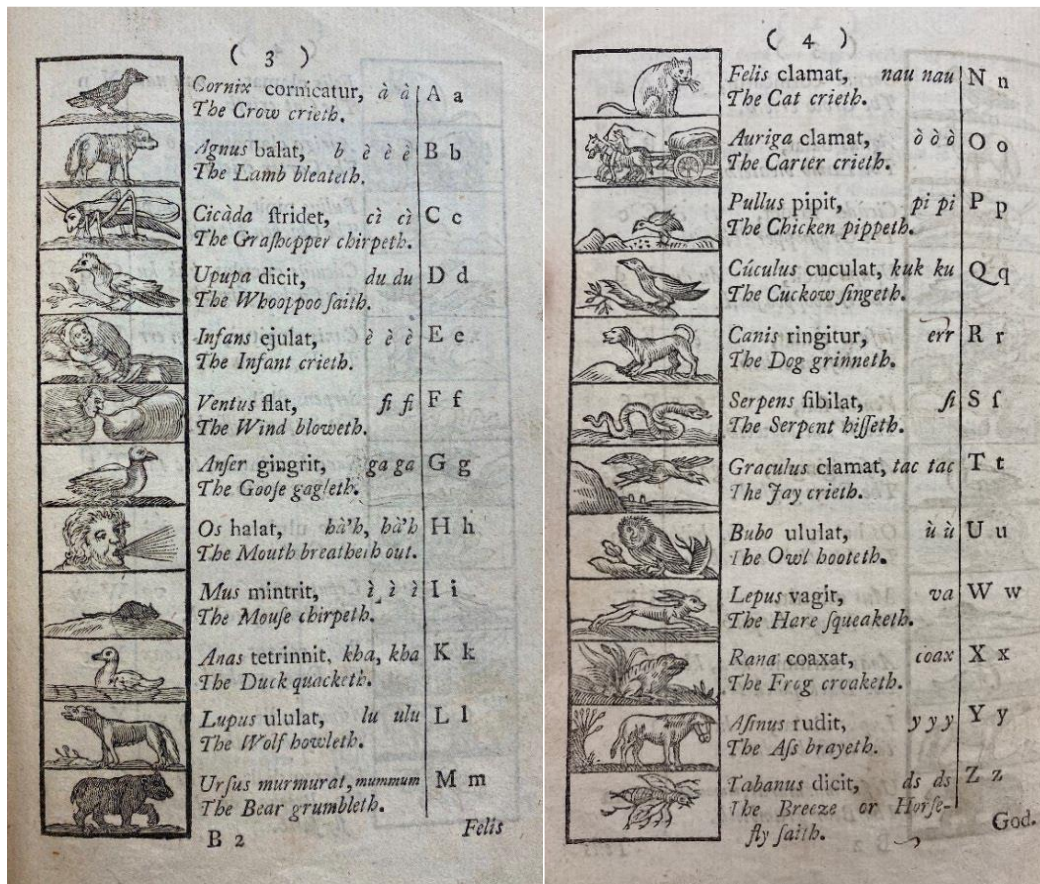 ( 3 )
Cornix cornicatur, à à A a
The Crow crieth.
Agnus balat, b è è è B b
The Lamb bleateth.
Cicàda ſtridet, cì cì C c
The Graſhopper chirpeth.
Upupa dicit, du du D d
The Whooppoo ſaith.
Infans ejulat, è è è E e
The Infant crieth.
Ventus flat, fi fi F f
The Wind bloweth.
Anſer gingrit, ga ga G g
The Gooſe gagleth.
Os halat, hà'h, hà'h H h
The Mouth breatheth out.
Mus mintrit, ì ì ì I i
The Mouſe chirpeth.
Anas tetrinnit, kha, kha K k
The Duck quacketh.
Lupus ululat, lu ulu L l
The Wolf howleth.
Urſus murmurat, mummum M m
The Bear grumbleth.
B 2 Felis
( 4 )
Felis clamat, nau nau N n
The Cat crieth.
Auriga clamat, ò ò ò O o
The Carter crieth.
Pullus pipit, pi pi P p
The Chicken pippeth.
Cúculus cuculat, kuk ku Q q
The Cuckow ſingeth.
Canis ringitur, err R r
The Dog grinneth.
Serpens ſibilat, ſi S ſ
The Serpent hiſſeth.
Graculus clamat, tac tac T t
The Jay crieth.
Bubo ululat, ù ù U u
The Owl hooteth.
Lepus vagit, va W w
The Hare ſqueaketh.
Rana coaxat, coax X x
The Frog croaketh.
Aſinus rudit, y y y Y y
The Aſs brayeth.
Tabanus dicit, ds ds Z z
The Breeze or Horſe-
fly ſaith.
God.